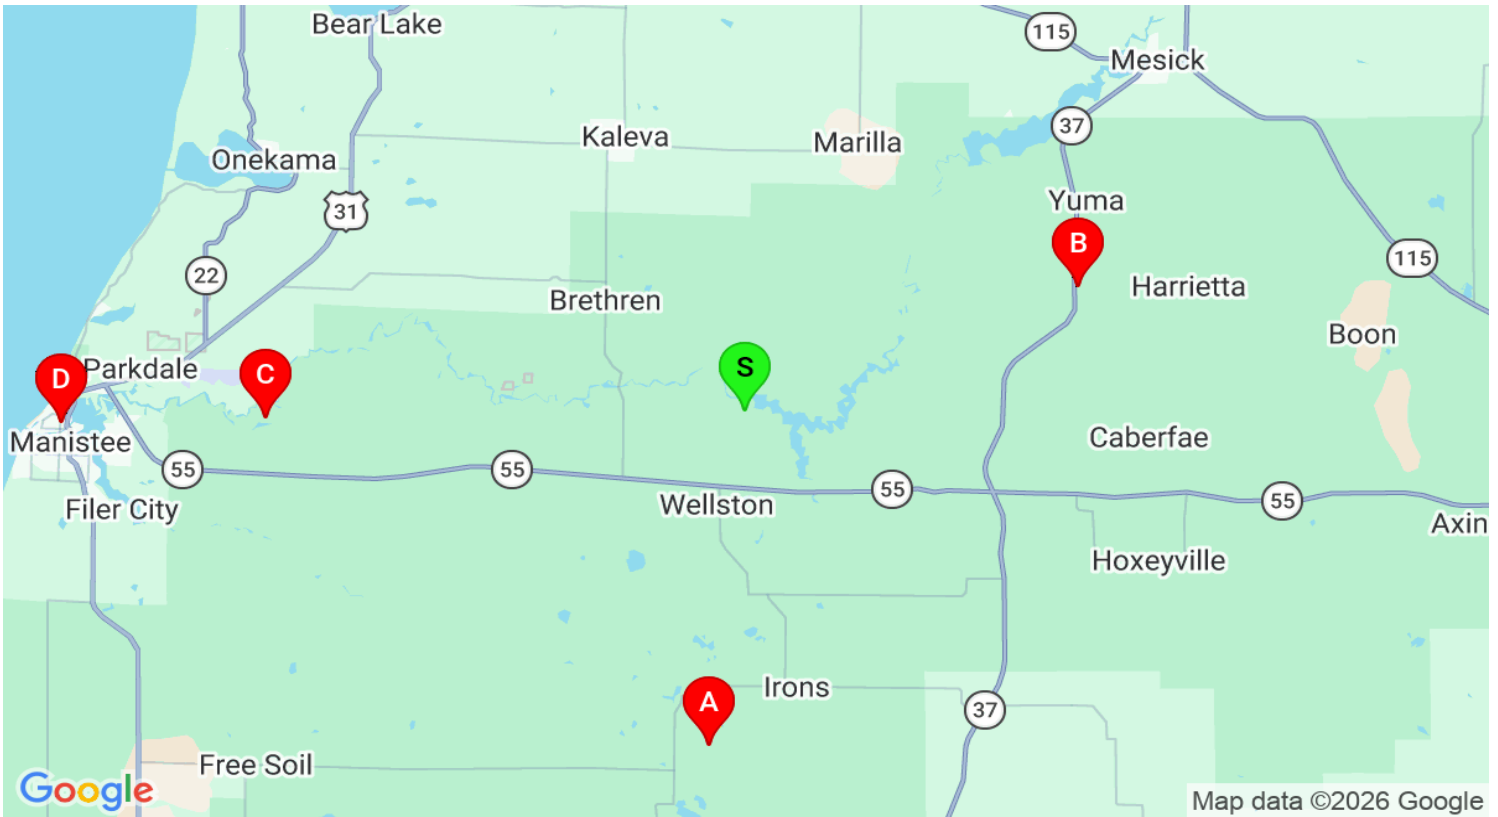 Bear Lake
115
Mesick
37
Kaleva
Marilla
Onekama
31
Yuma
B
22
115
Harrietta
Brethren
Boon
S
Parkdale
C
D
Manistee
Caberfae
55
55
55
55
Wellston
Filer City
Axin
Hoxeyville
Irons
A
37
Free Soil
Google
Map data ©2026 Google